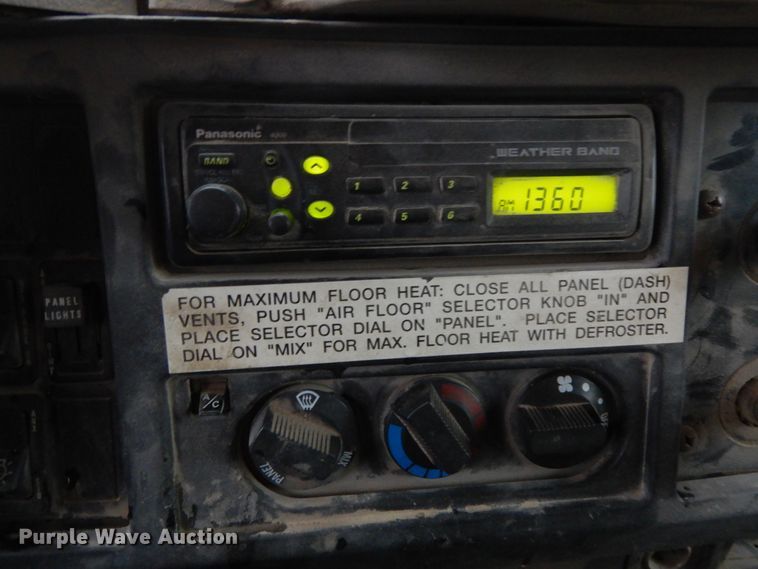 Panasonic
WEATHER BAND
BAND
1 2 3
4 5 6
AM 1360
PANEL
LIGHTS
FOR MAXIMUM FLOOR HEAT: CLOSE ALL PANEL (DASH)
VENTS, PUSH "AIR FLOOR" SELECTOR KNOB "IN" AND
PLACE SELECTOR DIAL ON "PANEL". PLACE SELECTOR
DIAL ON "MIX" FOR MAX. FLOOR HEAT WITH DEFROSTER.
A/C
PANEL
MIX
OFF
Purple Wave Auction